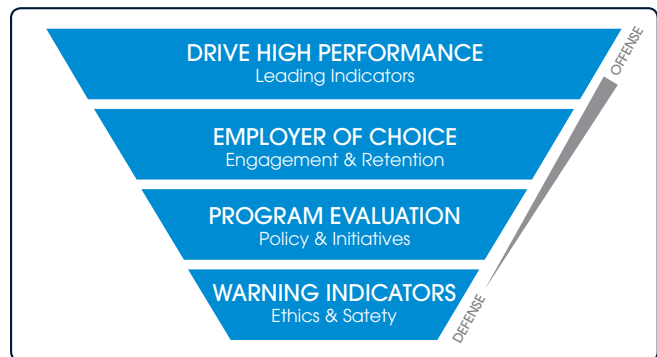 DRIVE HIGH PERFORMANCE
Leading Indicators
OFFENSE
EMPLOYER OF CHOICE
Engagement & Retention
PROGRAM EVALUATION
Policy & Initiatives
WARNING INDICATORS
Ethics & Satety
DEFENSE